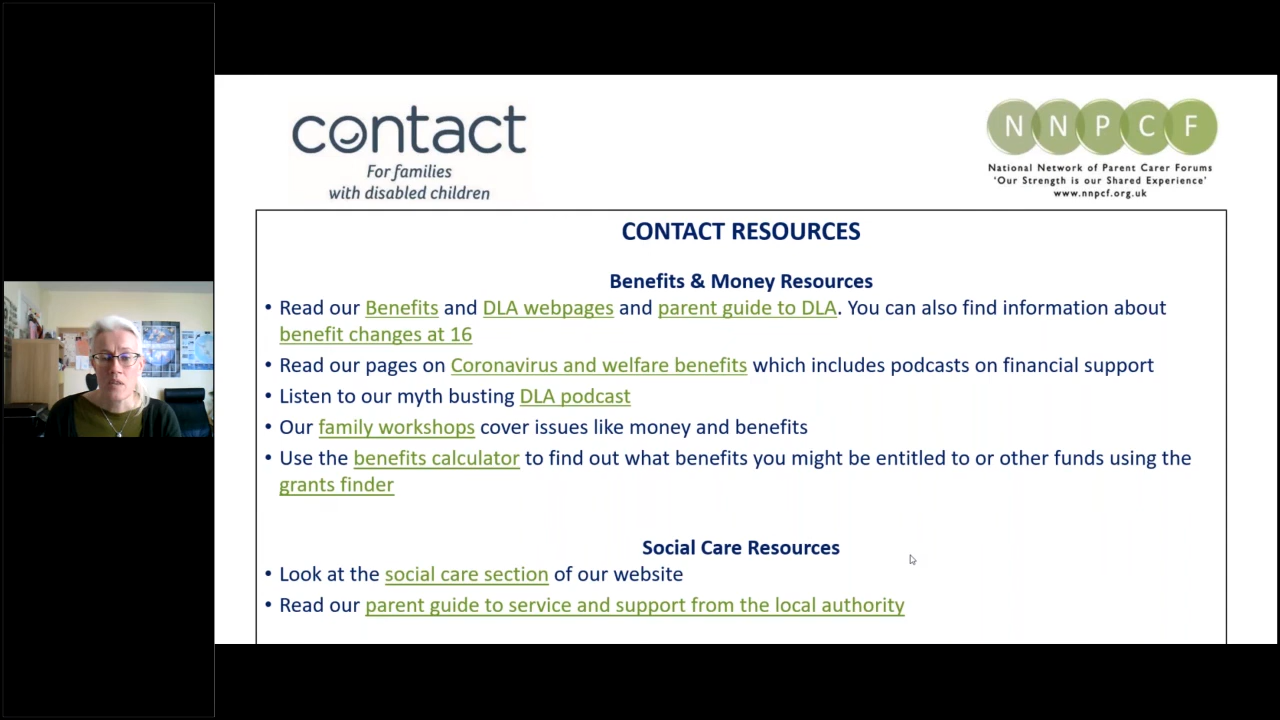 contact
For families
with disabled children
N N P C F
National Network of Parent Carer Forums
'Our Strength is our Shared Experience'
www.nnpcf.org.uk
CONTACT RESOURCES
Benefits & Money Resources
• Read our Benefits and DLA webpages and parent guide to DLA. You can also find information about
benefit changes at 16
• Read our pages on Coronavirus and welfare benefits which includes podcasts on financial support
• Listen to our myth busting DLA podcast
• Our family workshops cover issues like money and benefits
• Use the benefits calculator to find out what benefits you might be entitled to or other funds using the
grants finder
Social Care Resources
• Look at the social care section of our website
• Read our parent guide to service and support from the local authority